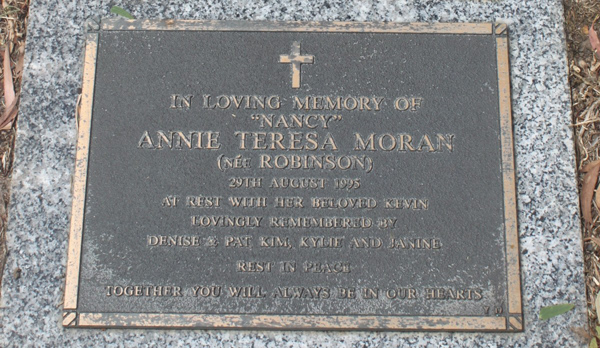 IN LOVING MEMORY OF
"NANCY"
ANNIE TERESA MORAN
(NÉE ROBINSON)
29TH AUGUST 1995
AT REST WITH HER BELOVED KEVIN
LOVINGLY REMEMBERED BY
DENISE & PAT KIM, KYLIE AND JANINE
REST IN PEACE
TOGETHER YOU WILL ALWAYS BE IN OUR HEARTS